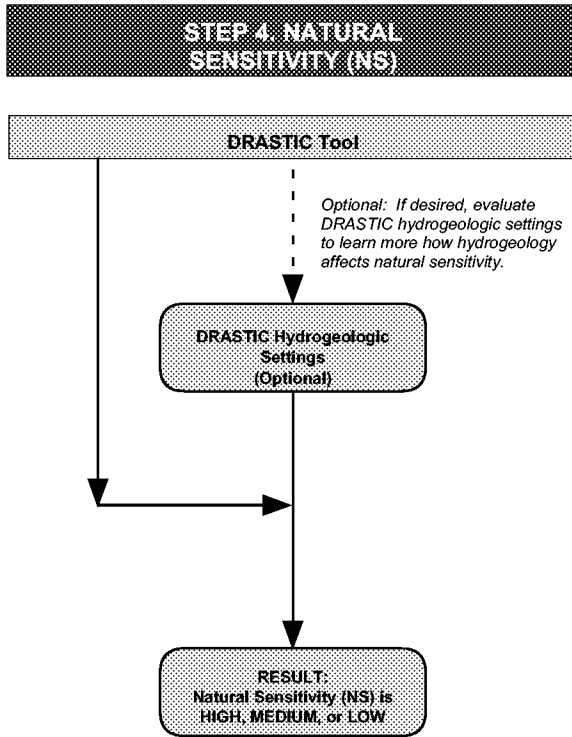 STEP 4. NATURAL
SENSITIVITY (NS)
DRASTIC Tool
Optional: If desired, evaluate
DRASTIC hydrogeologic settings
to learn more how hydrogeology
affects natural sensitivity.
DRASTIC Hydrogeologic
Settings
(Optional)
RESULT:
Natural Sensitivity (NS) is
HIGH, MEDIUM, or LOW